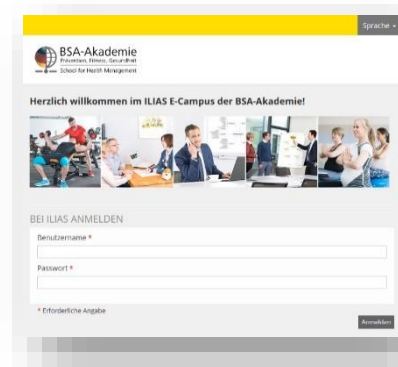 Sprache
BSA-Akademie
Prävention, Fitness, Gesundheit
School for Health Management
Herzlich willkommen im ILIAS E-Campus der BSA-Akademie!
BEI ILIAS ANMELDEN
Benutzername *
Passwort *
* Erforderliche Angabe
Anmelden